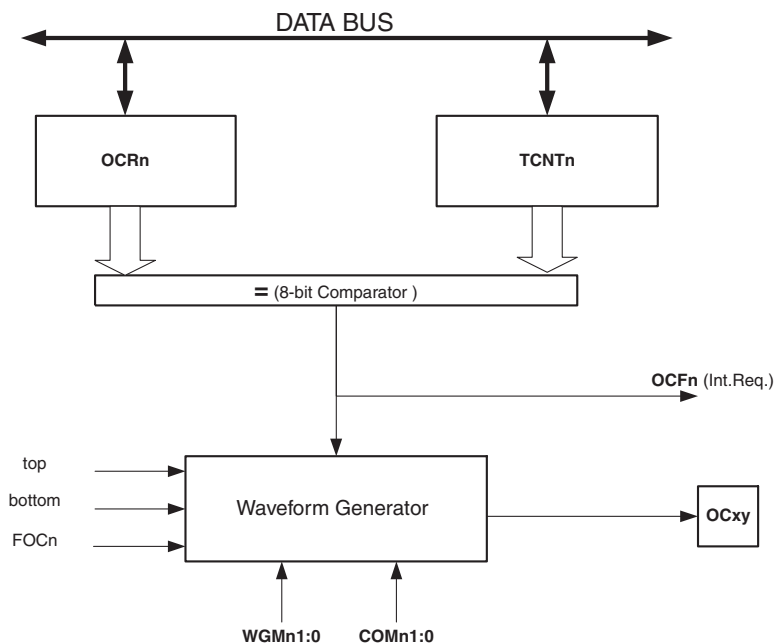 DATA BUS
OCRn
TCNTn
= (8-bit Comparator )
OCFn (Int.Req.)
top
bottom
FOCn
Waveform Generator
OCxy
WGMn1:0
COMn1:0